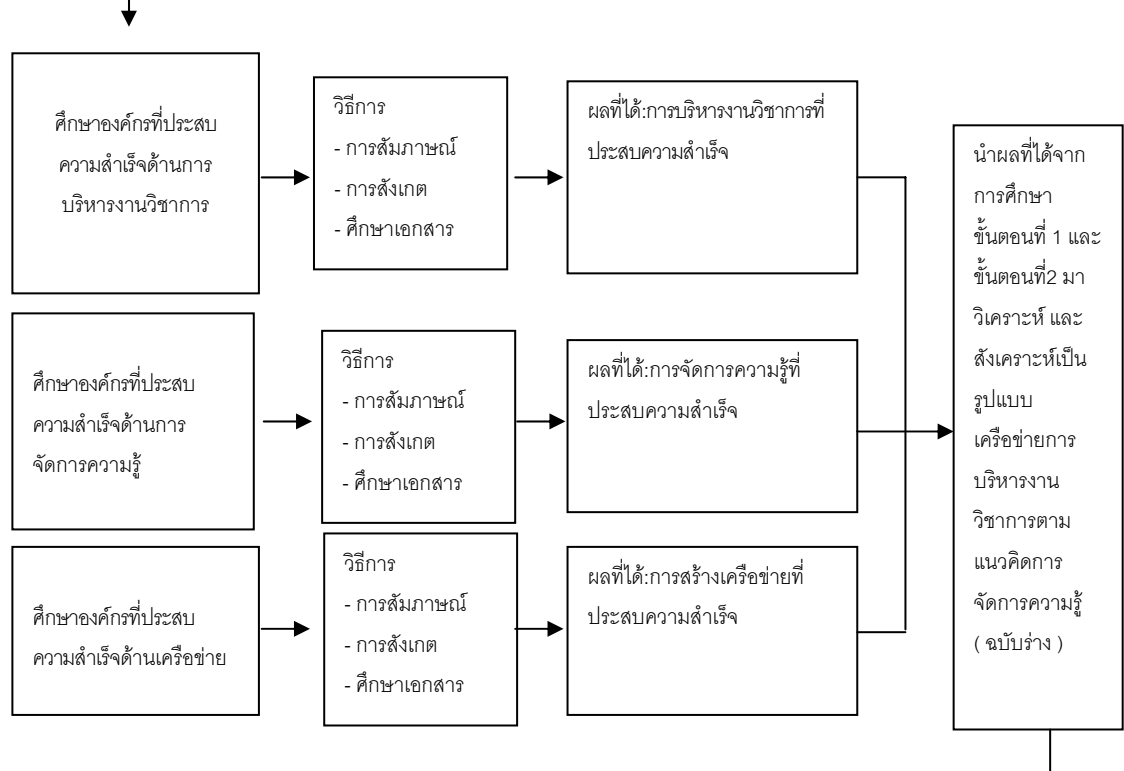 ศึกษาองค์กรที่ประสบ
ความสำเร็จด้านการ
บริหารงานวิชาการ
วิธีการ
- การสัมภาษณ์
- การสังเกต
- ศึกษาเอกสาร
ผลที่ได้:การบริหารงานวิชาการที่
ประสบความสำเร็จ
ศึกษาองค์กรที่ประสบ
ความสำเร็จด้านการ
จัดการความรู้
วิธีการ
- การสัมภาษณ์
- การสังเกต
- ศึกษาเอกสาร
ผลที่ได้:การจัดการความรู้ที่
ประสบความสำเร็จ
ศึกษาองค์กรที่ประสบ
ความสำเร็จด้านเครือข่าย
วิธีการ
- การสัมภาษณ์
- การสังเกต
- ศึกษาเอกสาร
ผลที่ได้:การสร้างเครือข่ายที่
ประสบความสำเร็จ
นำผลที่ได้จาก
การศึกษา
ขั้นตอนที่ 1 และ
ขั้นตอนที่2 มา
วิเคราะห์ และ
สังเคราะห์เป็น
รูปแบบ
เครือข่ายการ
บริหารงาน
วิชาการตาม
แนวคิดการ
จัดการความรู้
( ฉบับร่าง )